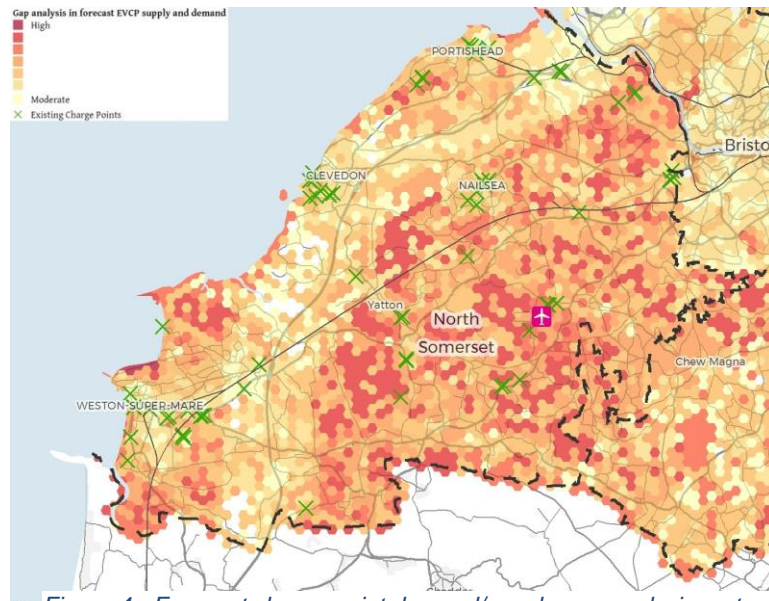 Gap analysis in forecast EVCP supply and demand
High
Moderate
Existing Charge Points
PORTISHEAD
Bristo
CLEVEDON
NAILSEA
Yatton
North
Somerset
Chew Magna
WESTON-SUPER-MARE